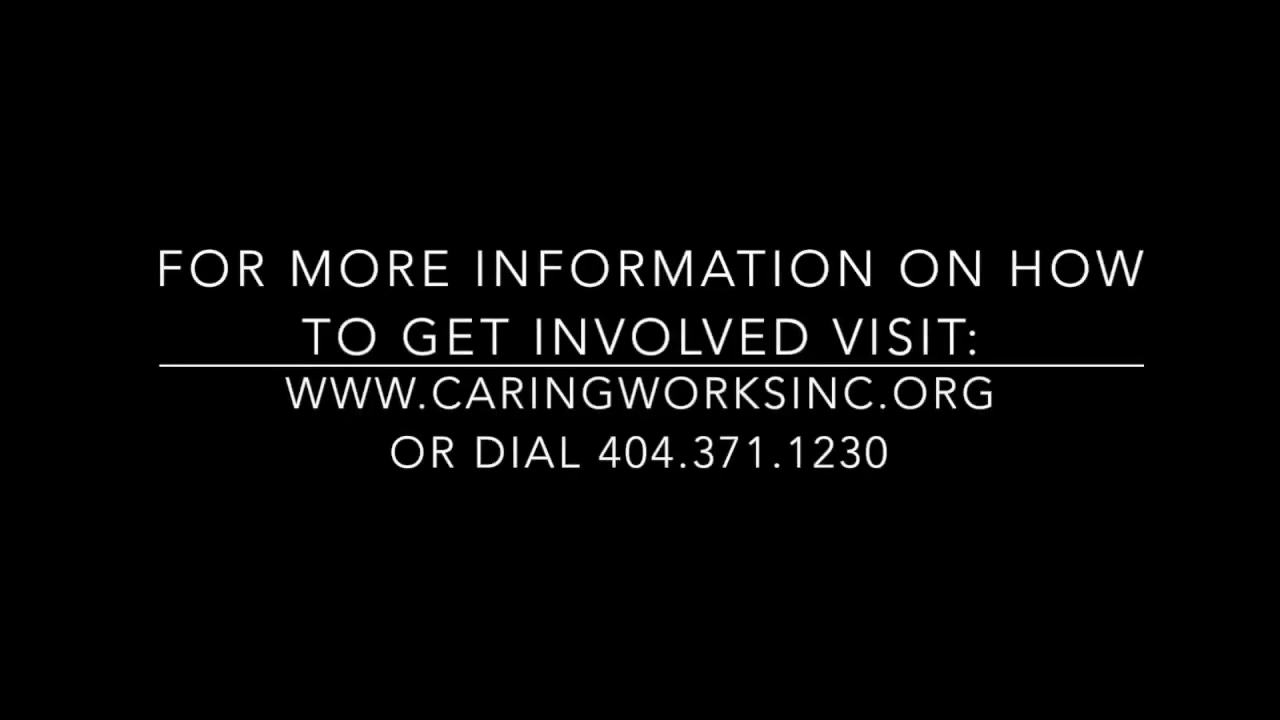 FOR MORE INFORMATION ON HOW
TO GET INVOLVED VISIT:
WWW.CARINGWORKSINC.ORG
OR DIAL 404.371.1230